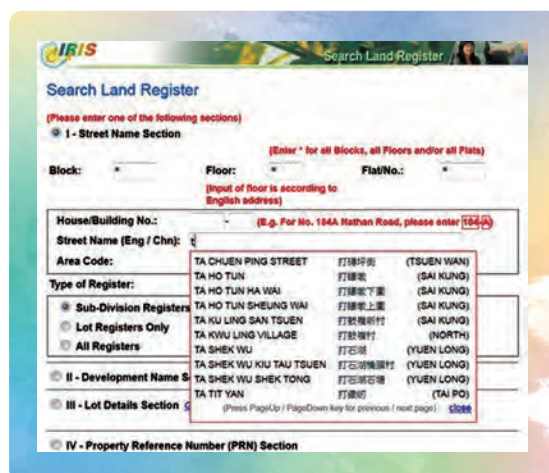 IRIS
Search Land Register
Search Land Register
(Please enter one of the following sections)
I - Street Name Section
(Enter * for all Blocks, all Floors and/or all Flats)
Block: * Floor: * Flat/No.: *
(Input of floor is according to
English address)
House/Building No.: - (E.g. For No. 184A Nathan Road, please enter 184-A)
Street Name (Eng / Chn): t
Area Code:
TA CHUEN PING STREET 打磚坪街 (TSUEN WAN)
TA HO TUN 打蠔墩 (SAI KUNG)
Type of Register:
TA HO TUN HA WAI 打蠔墩下圍 (SAI KUNG)
Sub-Division Registers TA HO TUN SHEUNG WAI 打蠔墩上圍 (SAI KUNG)
TA KU LING SAN TSUEN 打鼓嶺新村 (SAI KUNG)
Lot Registers Only TA KWU LING VILLAGE 打鼓嶺村 (NORTH)
All Registers TA SHEK WU 打石湖 (YUEN LONG)
TA SHEK WU KIU TAU TSUEN 打石湖橋頭村 (YUEN LONG)
II - Development Name S TA SHEK WU SHEK TONG 打石湖石塘 (YUEN LONG)
TA TIT YAN 打鐵屻 (TAI PO)
III - Lot Details Section (Press PageUp / PageDown key for previous / next page) close
IV - Property Reference Number (PRN) Section